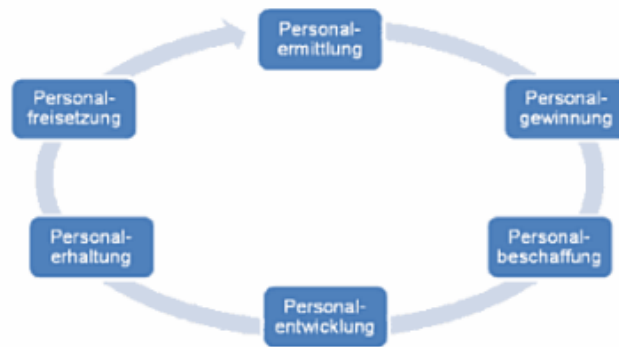 Personal-
ermittlung
Personal-
gewinnung
Personal-
beschaffung
Personal-
entwicklung
Personal-
erhaltung
Personal-
freisetzung